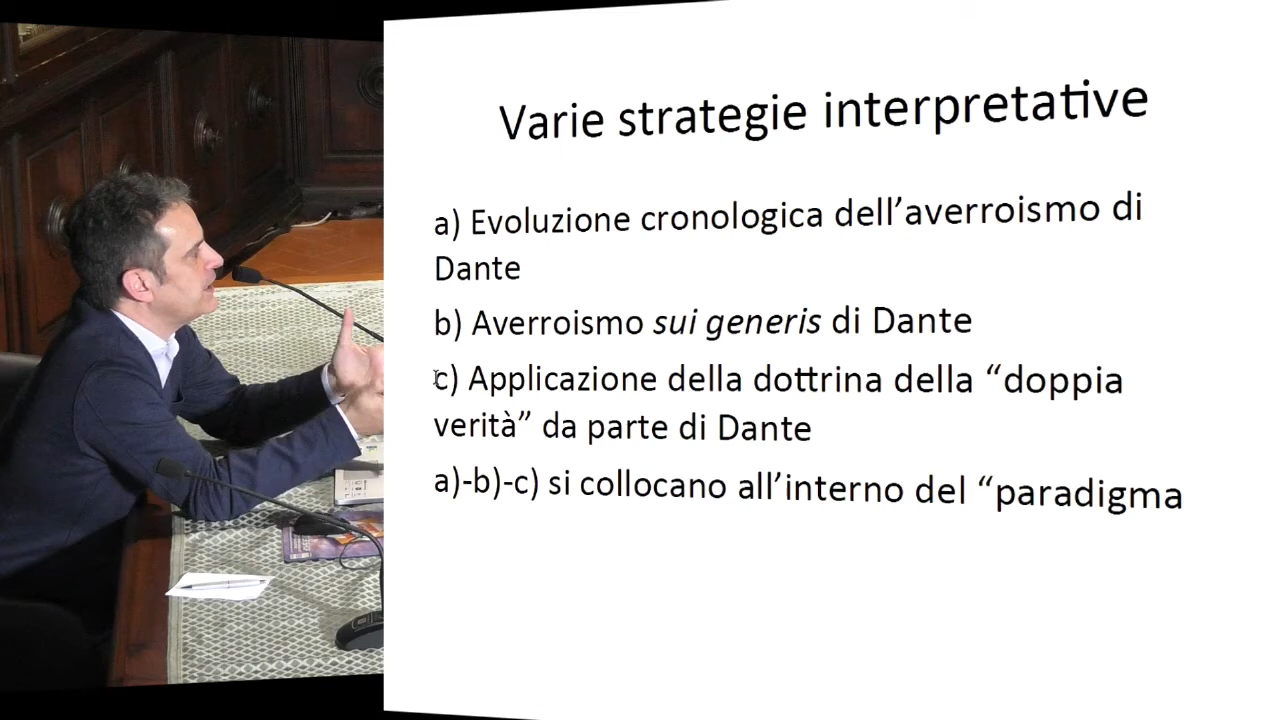 Varie strategie interpretative
a) Evoluzione cronologica dell’averroismo di
Dante
b) Averroismo sui generis di Dante
c) Applicazione della dottrina della “doppia
verità” da parte di Dante
a)-b)-c) si collocano all’interno del “paradigma